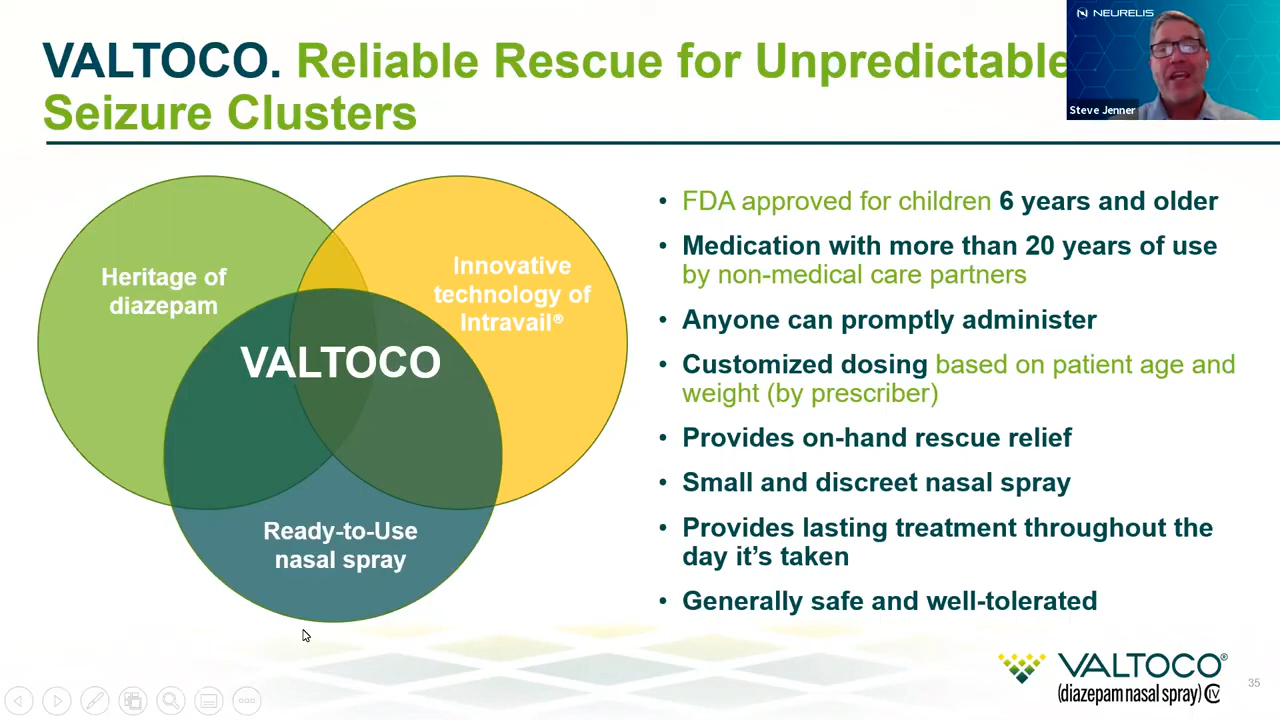 VALTOCO. Reliable Rescue for Unpredictable
Seizure Clusters
NEURELIS
Steve Jenner
Heritage of
diazepam
Innovative
technology of
Intravail®
VALTOCO
Ready-to-Use
nasal spray
• FDA approved for children 6 years and older
• Medication with more than 20 years of use
by non-medical care partners
• Anyone can promptly administer
• Customized dosing based on patient age and
weight (by prescriber)
• Provides on-hand rescue relief
• Small and discreet nasal spray
• Provides lasting treatment throughout the
day it’s taken
• Generally safe and well-tolerated
VALTOCO®
(diazepam nasal spray) CIV
35